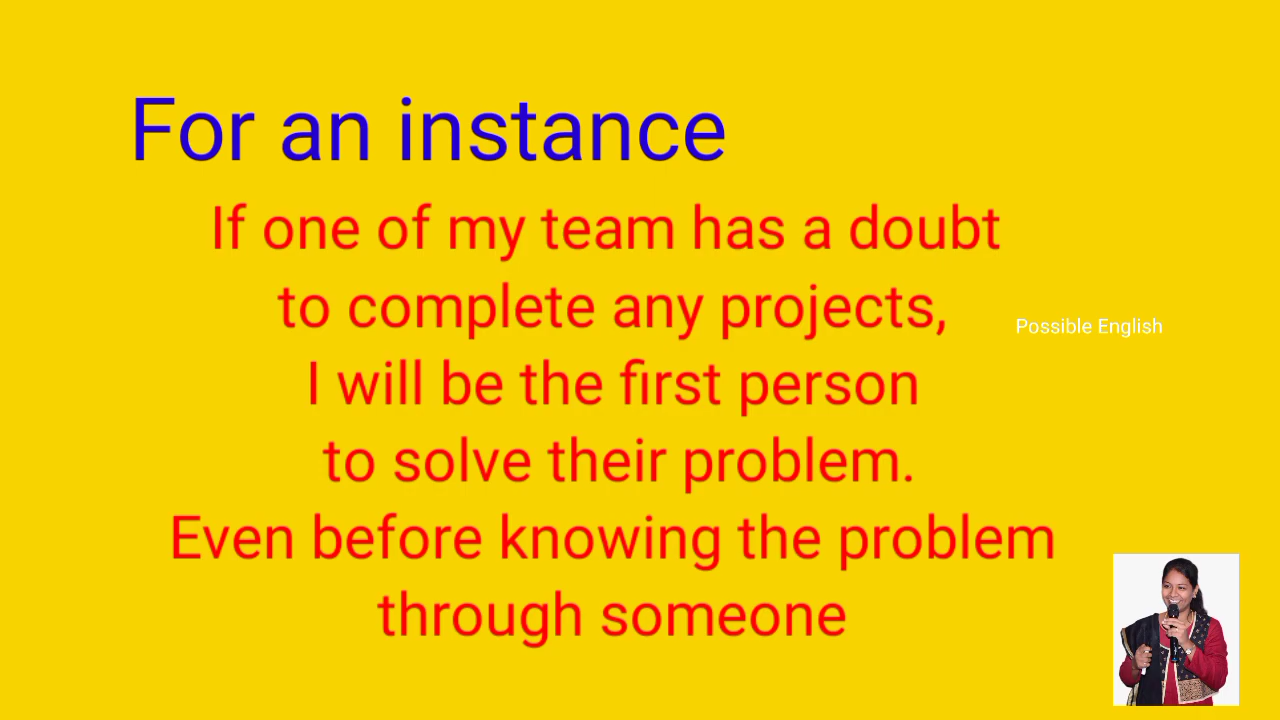 For an instance
If one of my team has a doubt
to complete any projects,
Possible English
I will be the first person
to solve their problem.
Even before knowing the problem
through someone